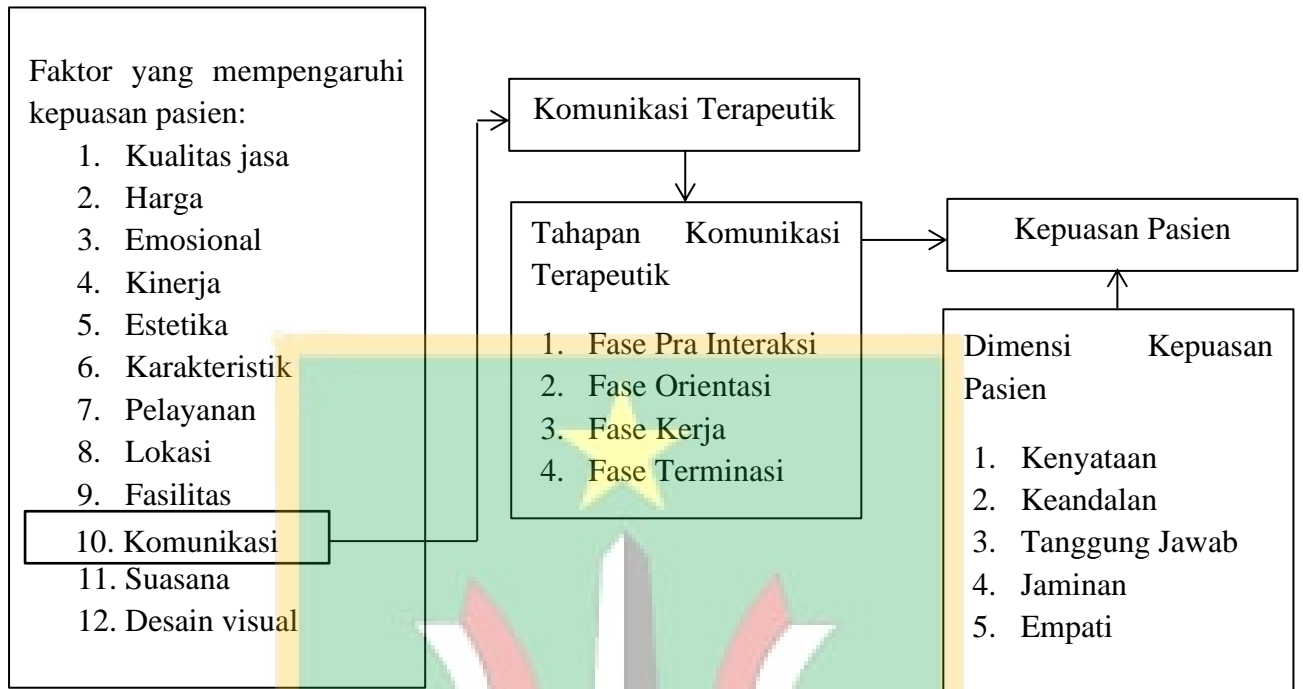 Faktor yang mempengaruhi
kepuasan pasien:
1. Kualitas jasa
2. Harga
3. Emosional
4. Kinerja
5. Estetika
6. Karakteristik
7. Pelayanan
8. Lokasi
9. Fasilitas
10. Komunikasi
11. Suasana
12. Desain visual
Komunikasi Terapeutik
Tahapan Komunikasi
Terapeutik
1. Fase Pra Interaksi
2. Fase Orientasi
3. Fase Kerja
4. Fase Terminasi
Kepuasan Pasien
Dimensi Kepuasan
Pasien
1. Kenyataan
2. Keandalan
3. Tanggung Jawab
4. Jaminan
5. Empati